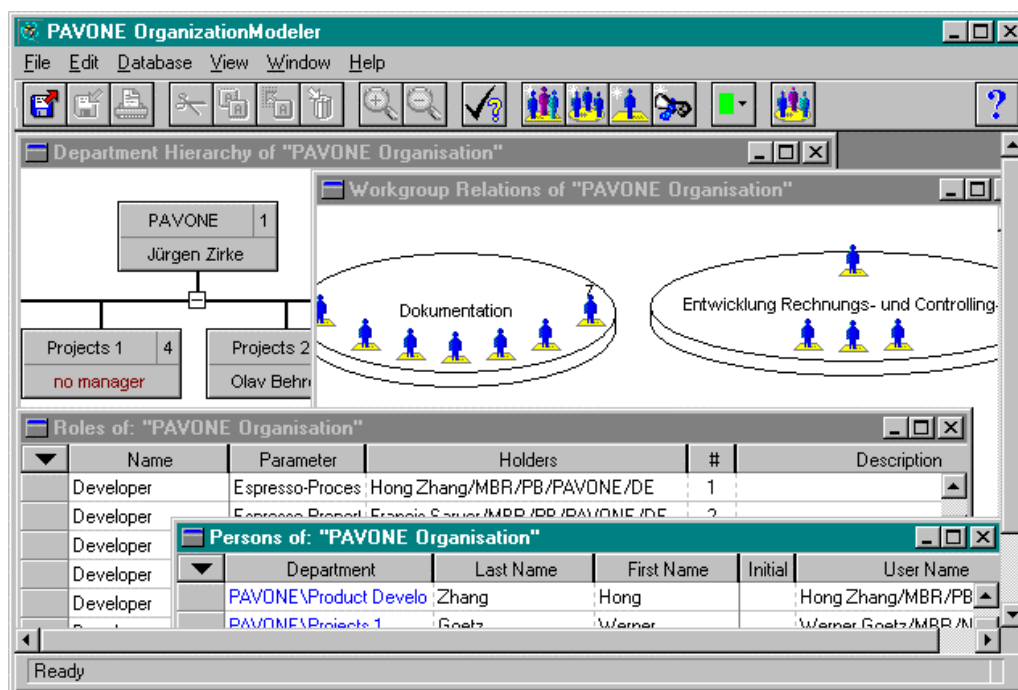 PAVONE OrganizationModeler
File Edit Database View Window Help
Department Hierarchy of "PAVONE Organisation"
PAVONE 1
Jürgen Zirke
Projects 1 4
no manager
Projects 2
Olav Behr
Workgroup Relations of "PAVONE Organisation"
7
Dokumentation
Entwicklung Rechnungs- und Controlling-
Roles of: "PAVONE Organisation"
Name Parameter Holders # Description
Developer Espresso-Proces Hong Zhang/MBR/PB/PAVONE/DE 1
Developer
Developer
Developer
Developer
Persons of: "PAVONE Organisation"
Department Last Name First Name Initial User Name
PAVONE\Product Develo Zhang Hong Hong Zhang/MBR/PB
PAVONE\Projects 1 Goetz Werner Werner Goetz/MBR/N
Ready